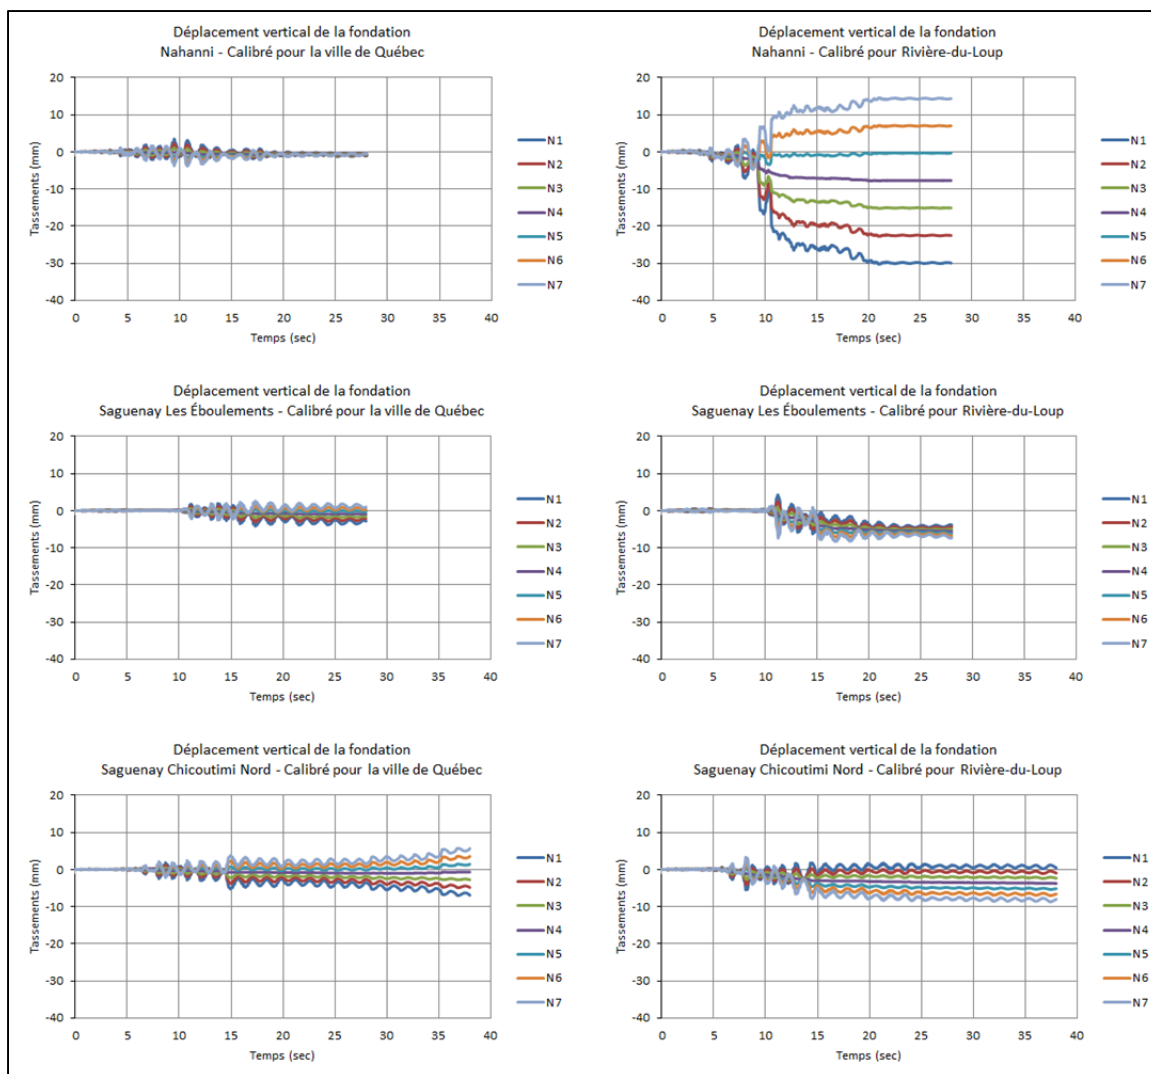 Déplacement vertical de la fondation
Nahanni - Calibré pour la ville de Québec
20
10
0
-10
-20
-30
-40
Tassements (mm)
0 5 10 15 20 25 30 35 40
Temps (sec)
N1
N2
N3
N4
N5
N6
N7
Déplacement vertical de la fondation
Nahanni - Calibré pour Rivière-du-Loup
20
10
0
-10
-20
-30
-40
Tassements (mm)
0 5 10 15 20 25 30 35 40
Temps (sec)
N1
N2
N3
N4
N5
N6
N7
Déplacement vertical de la fondation
Saguenay Les Éboulements - Calibré pour la ville de Québec
20
10
0
-10
-20
-30
-40
Tassements (mm)
0 5 10 15 20 25 30 35 40
Temps (sec)
N1
N2
N3
N4
N5
N6
N7
Déplacement vertical de la fondation
Saguenay Les Éboulements - Calibré pour Rivière-du-Loup
20
10
0
-10
-20
-30
-40
Tassements (mm)
0 5 10 15 20 25 30 35 40
Temps (sec)
N1
N2
N3
N4
N5
N6
N7
Déplacement vertical de la fondation
Saguenay Chicoutimi Nord - Calibré pour la ville de Québec
20
10
0
-10
-20
-30
-40
Tassements (mm)
0 5 10 15 20 25 30 35 40
Temps (sec)
N1
N2
N3
N4
N5
N6
N7
Déplacement vertical de la fondation
Saguenay Chicoutimi Nord - Calibré pour Rivière-du-Loup
20
10
0
-10
-20
-30
-40
Tassements (mm)
0 5 10 15 20 25 30 35 40
Temps (sec)
N1
N2
N3
N4
N5
N6
N7